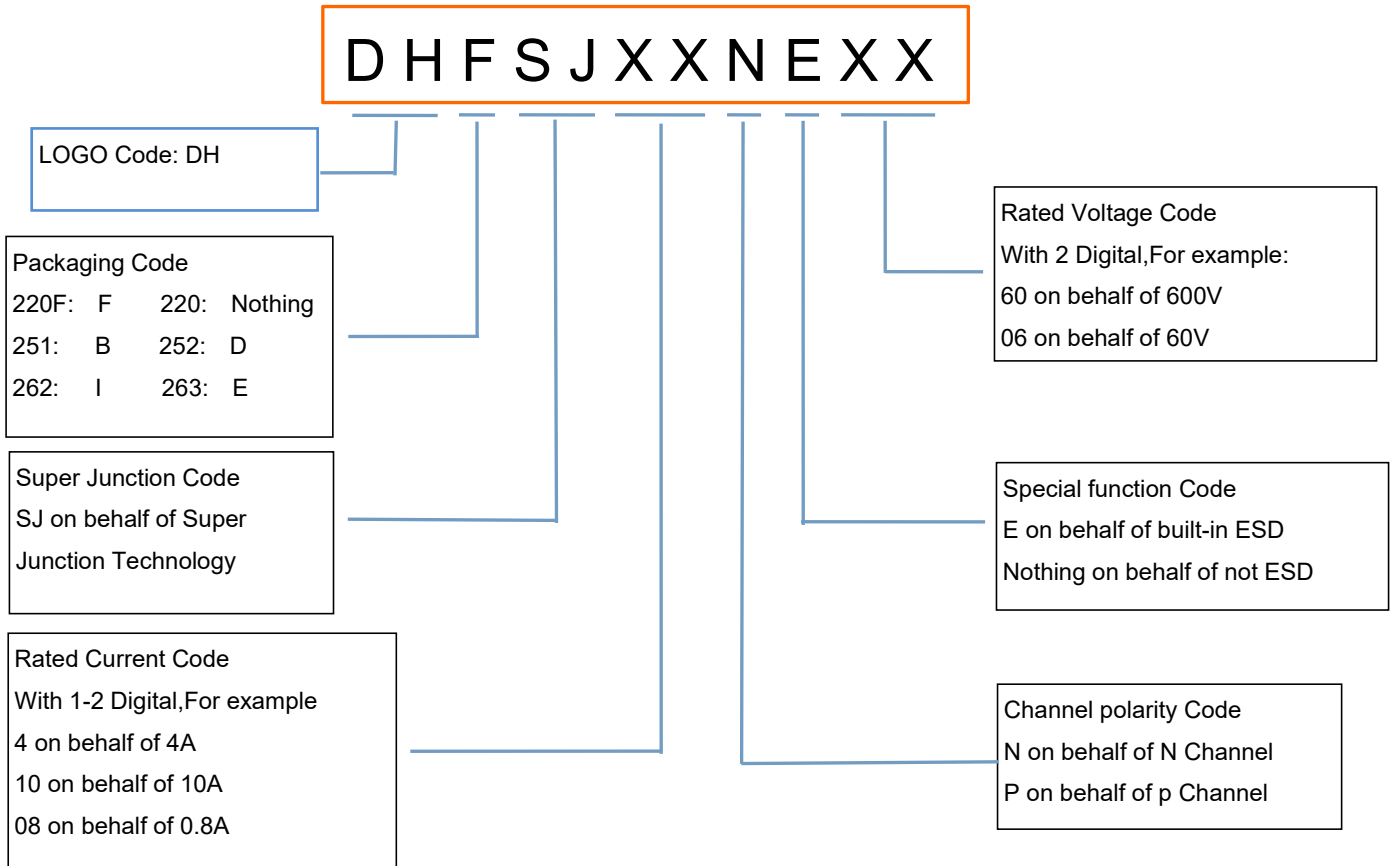 D H F S J X X N E X X
LOGO Code: DH
Packaging Code
220F: F 220: Nothing
251: B 252: D
262: I 263: E
Super Junction Code
SJ on behalf of Super
Junction Technology
Rated Current Code
With 1-2 Digital,For example
4 on behalf of 4A
10 on behalf of 10A
08 on behalf of 0.8A
Rated Voltage Code
With 2 Digital,For example:
60 on behalf of 600V
06 on behalf of 60V
Special function Code
E on behalf of built-in ESD
Nothing on behalf of not ESD
Channel polarity Code
N on behalf of N Channel
P on behalf of p Channel